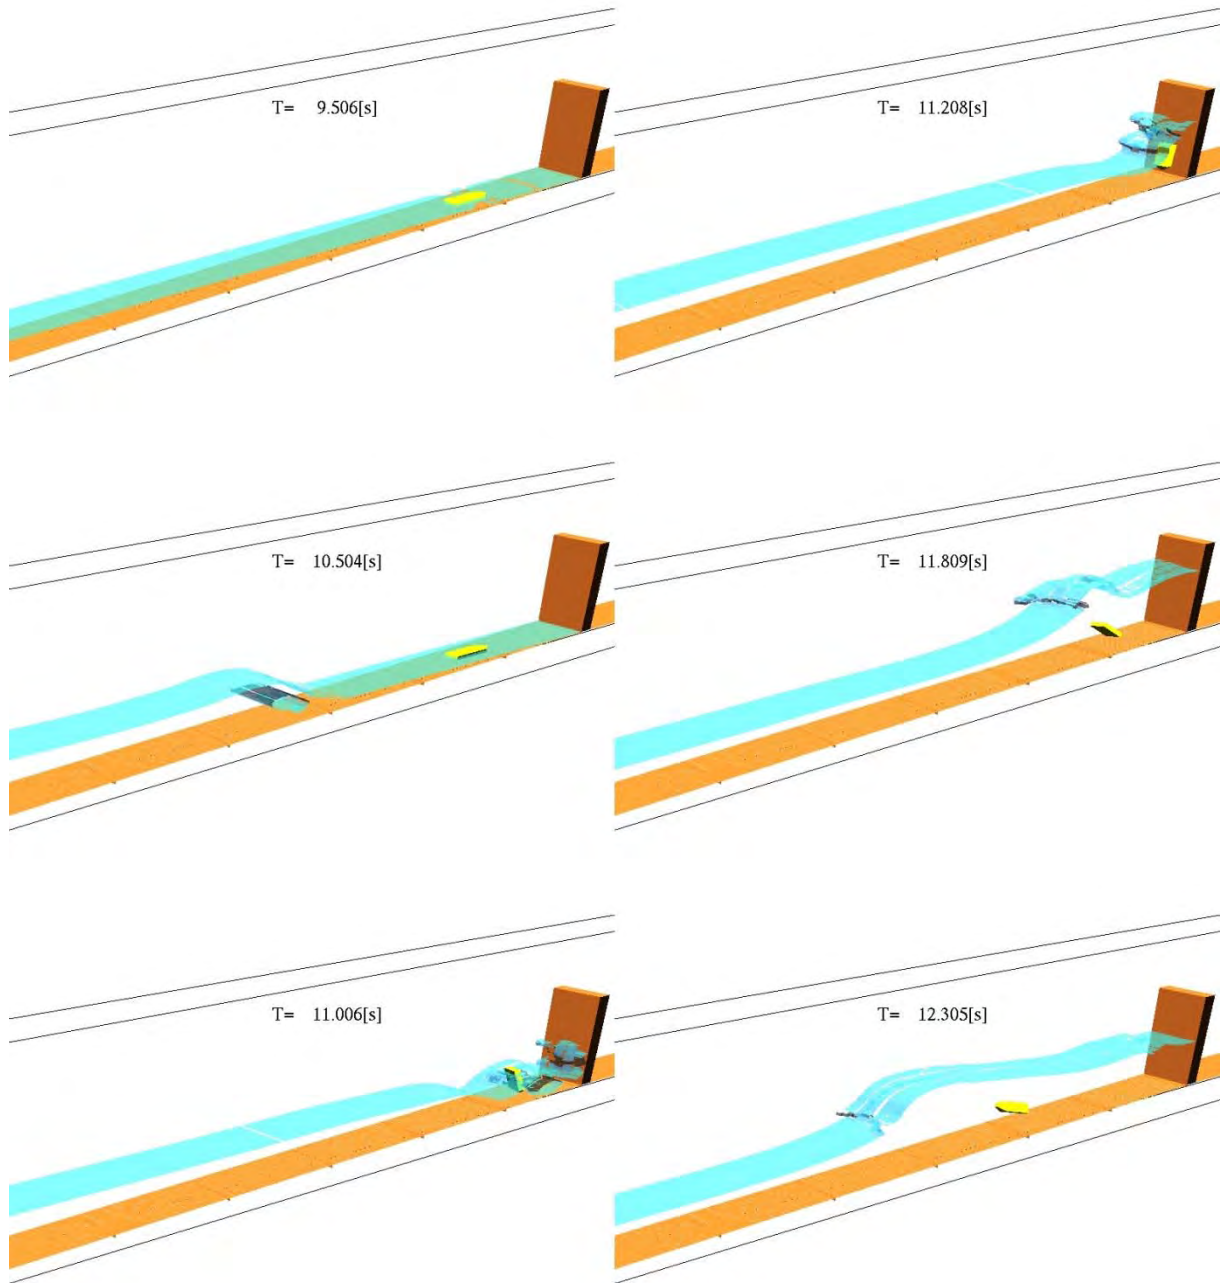 T= 9.506[s]
T= 11.208[s]
T= 10.504[s]
T= 11.809[s]
T= 11.006[s]
T= 12.305[s]